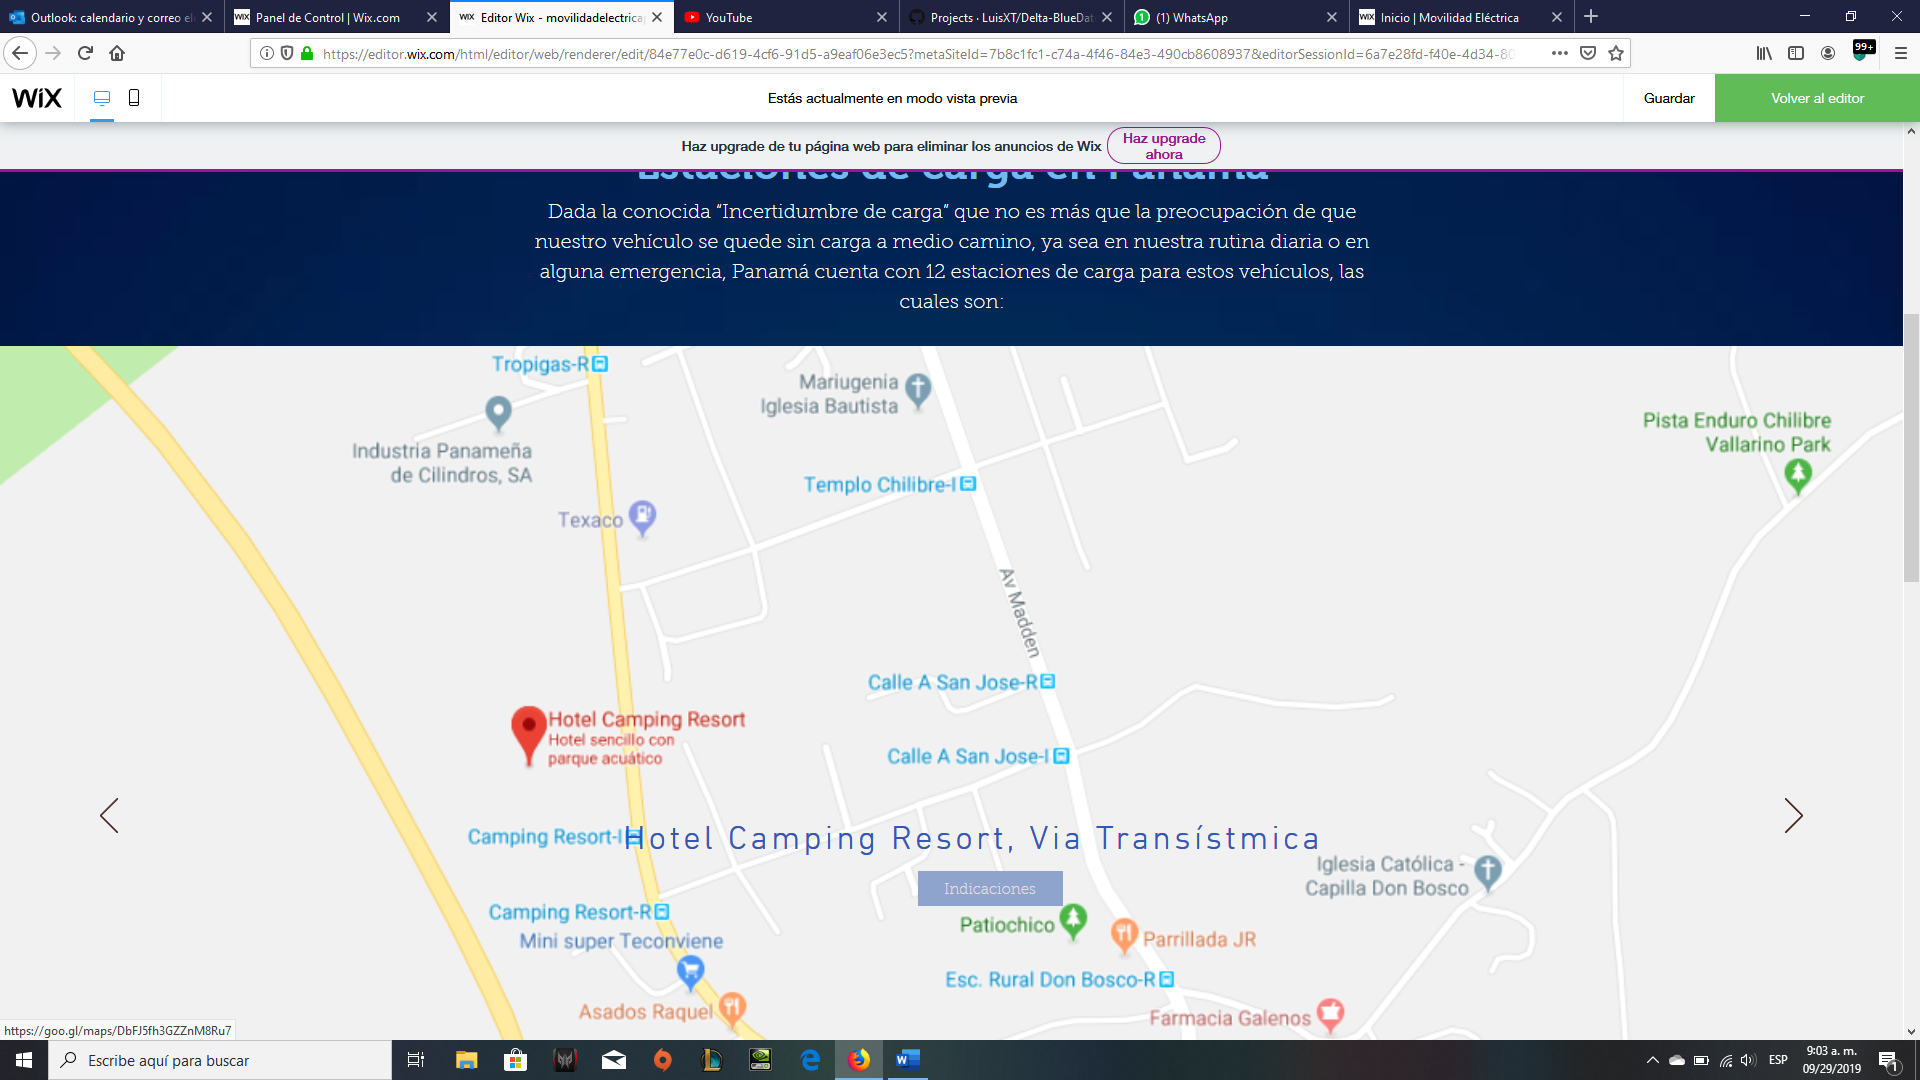 Outlook: calendario y correo el
Panel de Control | Wix.com
Editor Wix - movilidadelectricap
YouTube
Projects · LuisXT/Delta-BlueDat
(1) WhatsApp
Inicio | Movilidad Eléctrica
https://editor.wix.com/html/editor/web/renderer/edit/84e77e0c-d619-4cf6-91d5-a9eaf06e3ec5?metaSiteId=7b8c1fc1-c74a-4f46-84e3-490cb8608937&editorSessionId=6a7e28fd-f40e-4d34-80
99+
WiX
Estás actualmente en modo vista previa
Guardar
Volver al editor
Haz upgrade de tu página web para eliminar los anuncios de Wix
Haz upgrade
ahora
Estaciones de carga en Panamá
Dada la conocida “Incertidumbre de carga” que no es más que la preocupación de que
nuestro vehículo se quede sin carga a medio camino, ya sea en nuestra rutina diaria o en
alguna emergencia, Panamá cuenta con 12 estaciones de carga para estos vehículos, las
cuales son:
Tropigas-R
Mariugenia
Iglesia Bautista
Pista Enduro Chilibre
Vallarino Park
Industria Panameña
de Cilindros, SA
Templo Chilibre-I
Texaco
Av Madden
Calle A San Jose-R
Hotel Camping Resort
Hotel sencillo con
parque acuático
Calle A San Jose-I
Camping Resort-I
Hotel Camping Resort, Via Transístmica
Iglesia Católica -
Capilla Don Bosco
Indicaciones
Camping Resort-R
Patiochico
Mini super Teconviene
Parrillada JR
Esc. Rural Don Bosco-R
Asados Raquel
Farmacia Galenos
https://goo.gl/maps/DbFJ5fh3GZZnM8Ru7
Escribe aquí para buscar
ESP
9:03 a. m.
09/29/2019
1